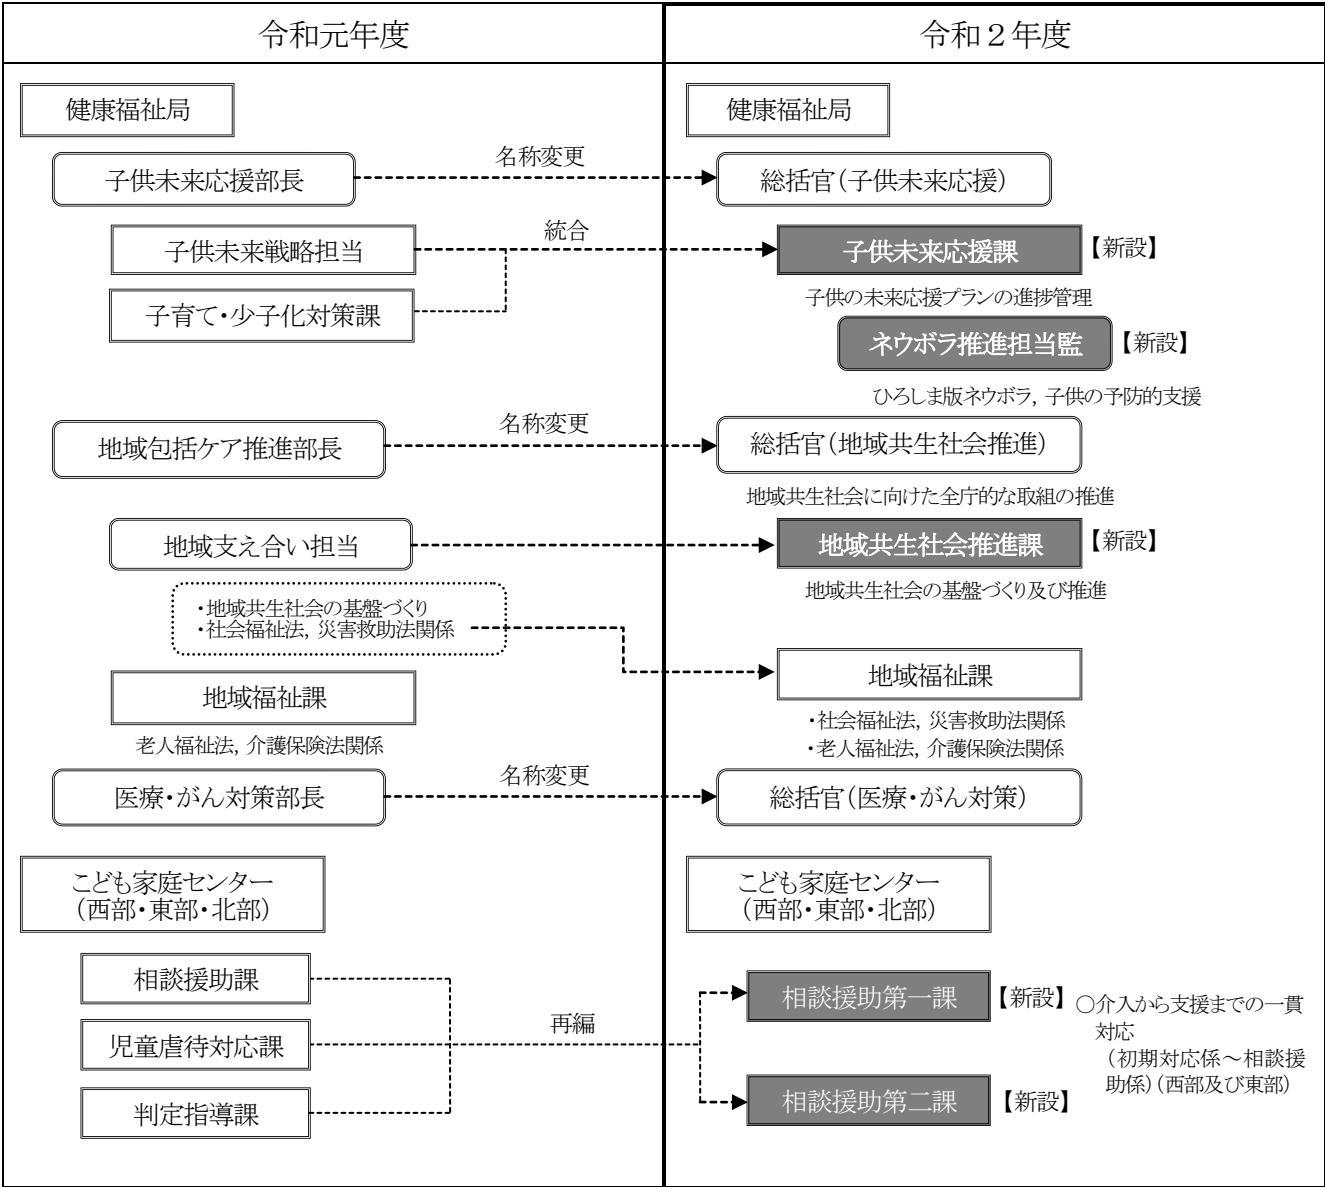 令和元年度
令和２年度
健康福祉局
健康福祉局
子供未来応援部長
名称変更
総括官（子供未来応援）
子供未来戦略担当
統合
子供未来応援課
【新設】
子育て・少子化対策課
子供の未来応援プランの進捗管理
ネウボラ推進担当監
【新設】
ひろしま版ネウボラ，子供の予防的支援
地域包括ケア推進部長
名称変更
総括官（地域共生社会推進）
地域共生社会に向けた全庁的な取組の推進
地域支え合い担当
地域共生社会推進課
【新設】
地域共生社会の基盤づくり及び推進
・地域共生社会の基盤づくり
・社会福祉法，災害救助法関係
地域福祉課
地域福祉課
老人福祉法，介護保険法関係
・社会福祉法，災害救助法関係
・老人福祉法，介護保険法関係
医療・がん対策部長
名称変更
総括官（医療・がん対策）
こども家庭センター
（西部・東部・北部）
こども家庭センター
（西部・東部・北部）
相談援助課
児童虐待対応課
判定指導課
再編
相談援助第一課
【新設】
相談援助第二課
【新設】
○介入から支援までの一貫
対応
（初期対応係～相談援
助係）（西部及び東部）